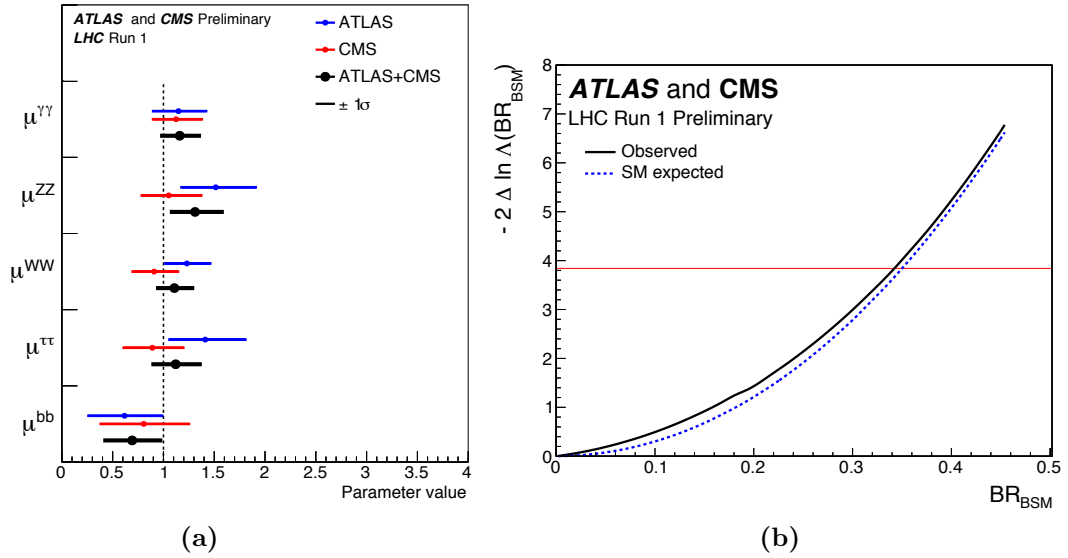 ATLAS and CMS Preliminary
LHC Run 1
ATLAS
CMS
ATLAS+CMS
± 1σ
μ^γγ
μ^ZZ
μ^WW
μ^ττ
μ^bb
0 0.5 1 1.5 2 2.5 3 3.5 4
Parameter value
(a)
ATLAS and CMS
LHC Run 1 Preliminary
Observed
SM expected
- 2 Δ ln Λ(BR_BSM)
8
7
6
5
4
3
2
1
0
0 0.1 0.2 0.3 0.4 0.5
BR_BSM
(b)